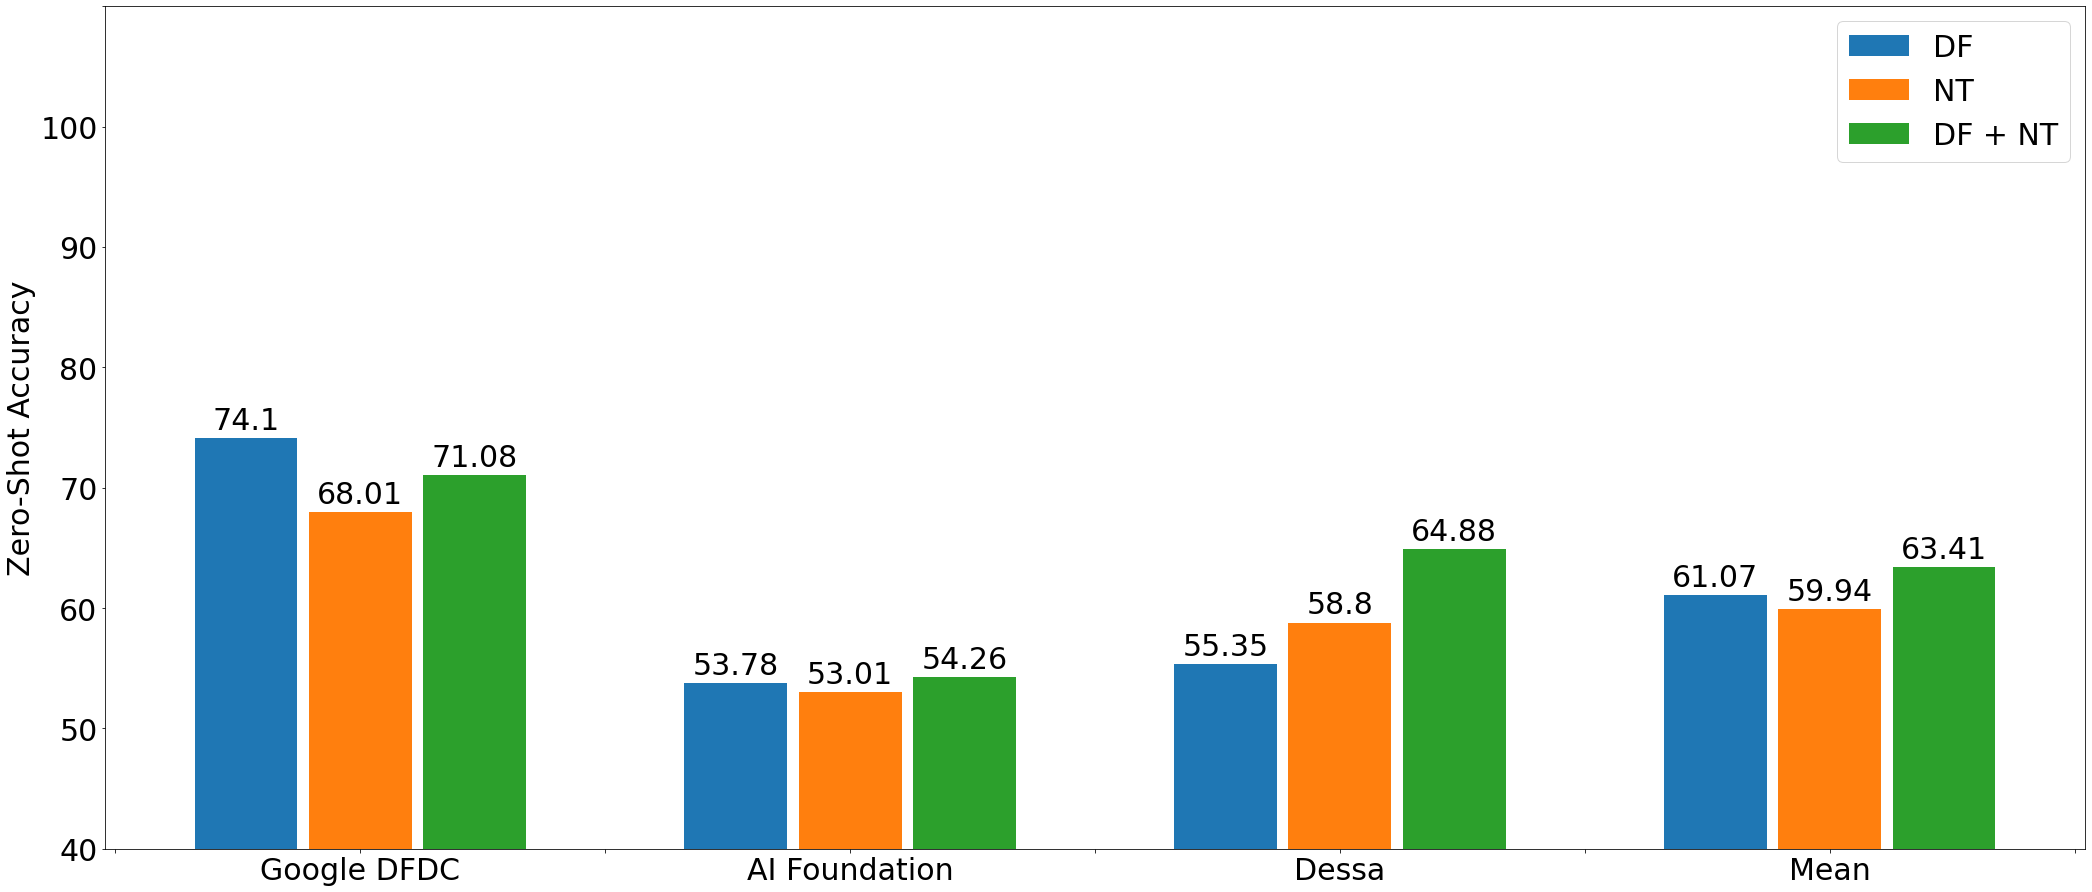 DF
NT
DF + NT
Zero-Shot Accuracy
100
90
80
70
60
50
40
74.1
68.01
71.08
53.78
53.01
54.26
55.35
58.8
64.88
61.07
59.94
63.41
Google DFDC
AI Foundation
Dessa
Mean